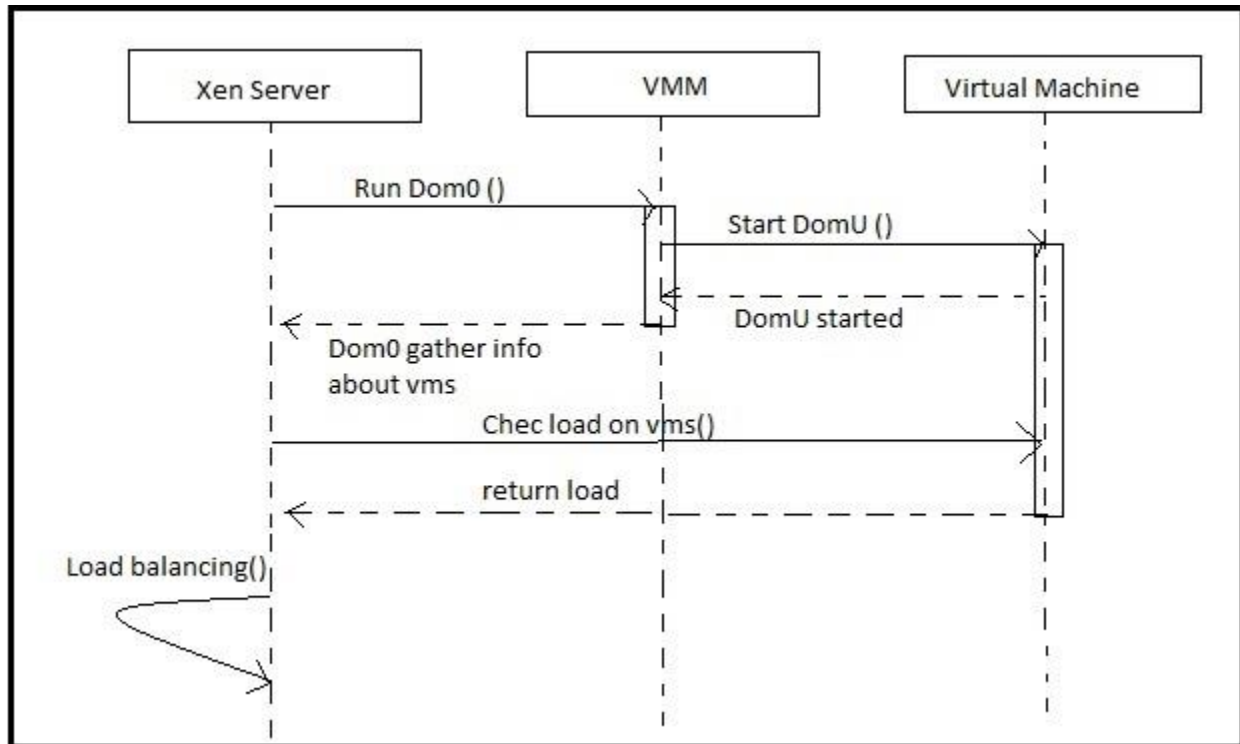 Xen Server
VMM
Virtual Machine
Run Dom0 ()
Start DomU ()
DomU started
Dom0 gather info
about vms
Chec load on vms()
return load
Load balancing()